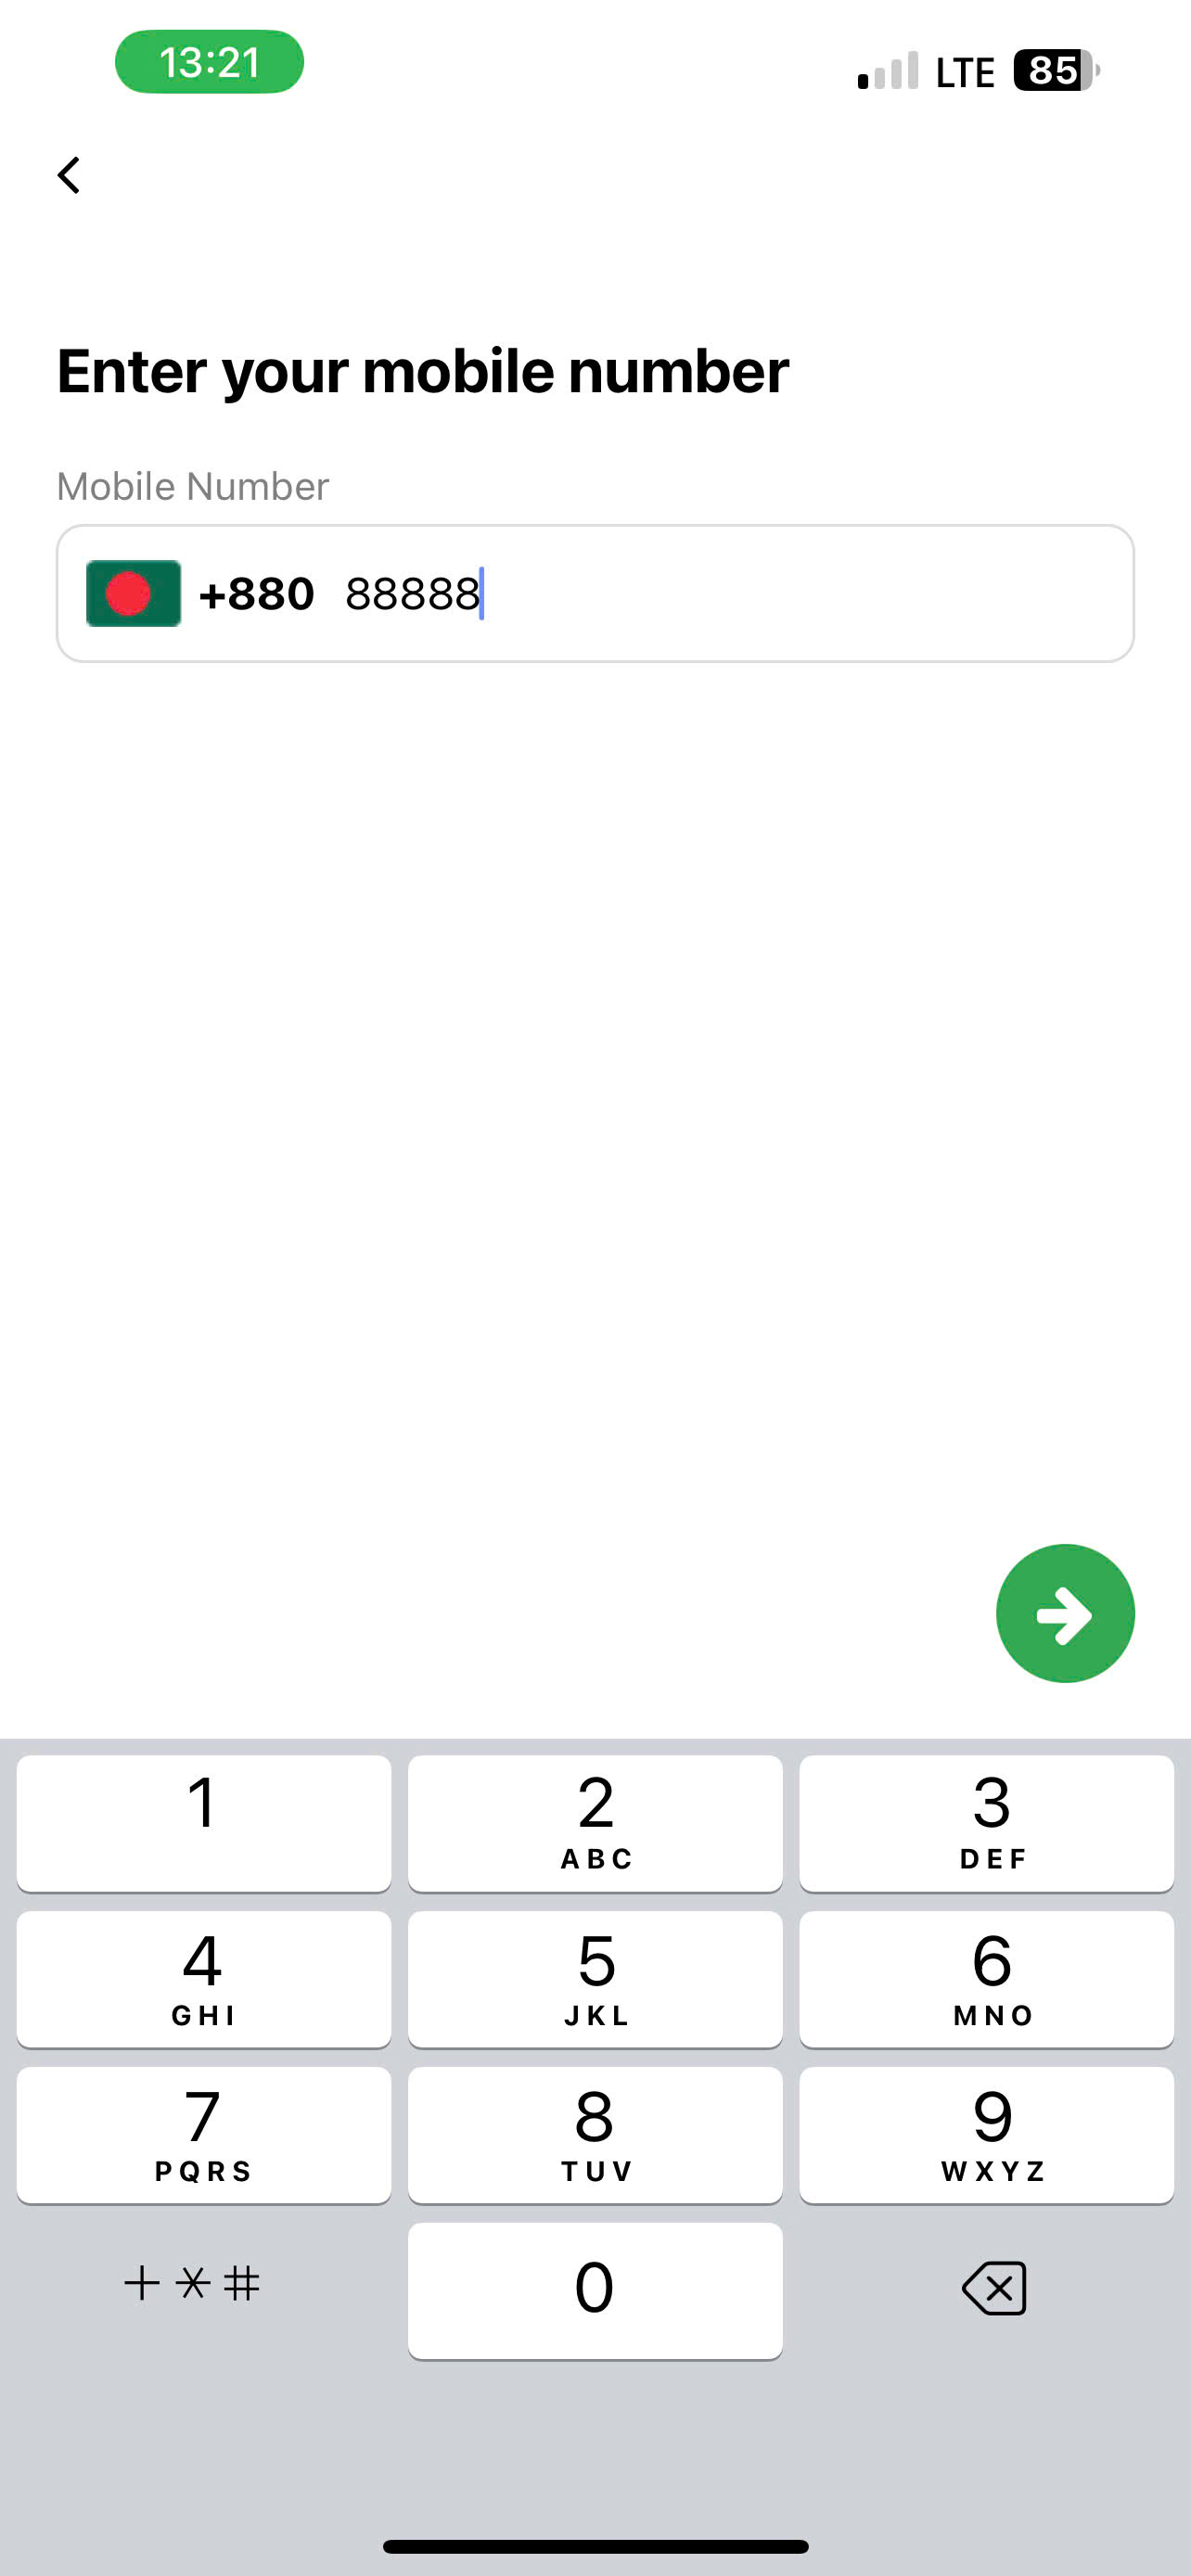 13:21 LTE 85
Enter your mobile number
Mobile Number
+880 88888
1 2 3
ABC DEF
4 5 6
GHI JKL MNO
7 8 9
PQRS TUV WXYZ
+*# 0